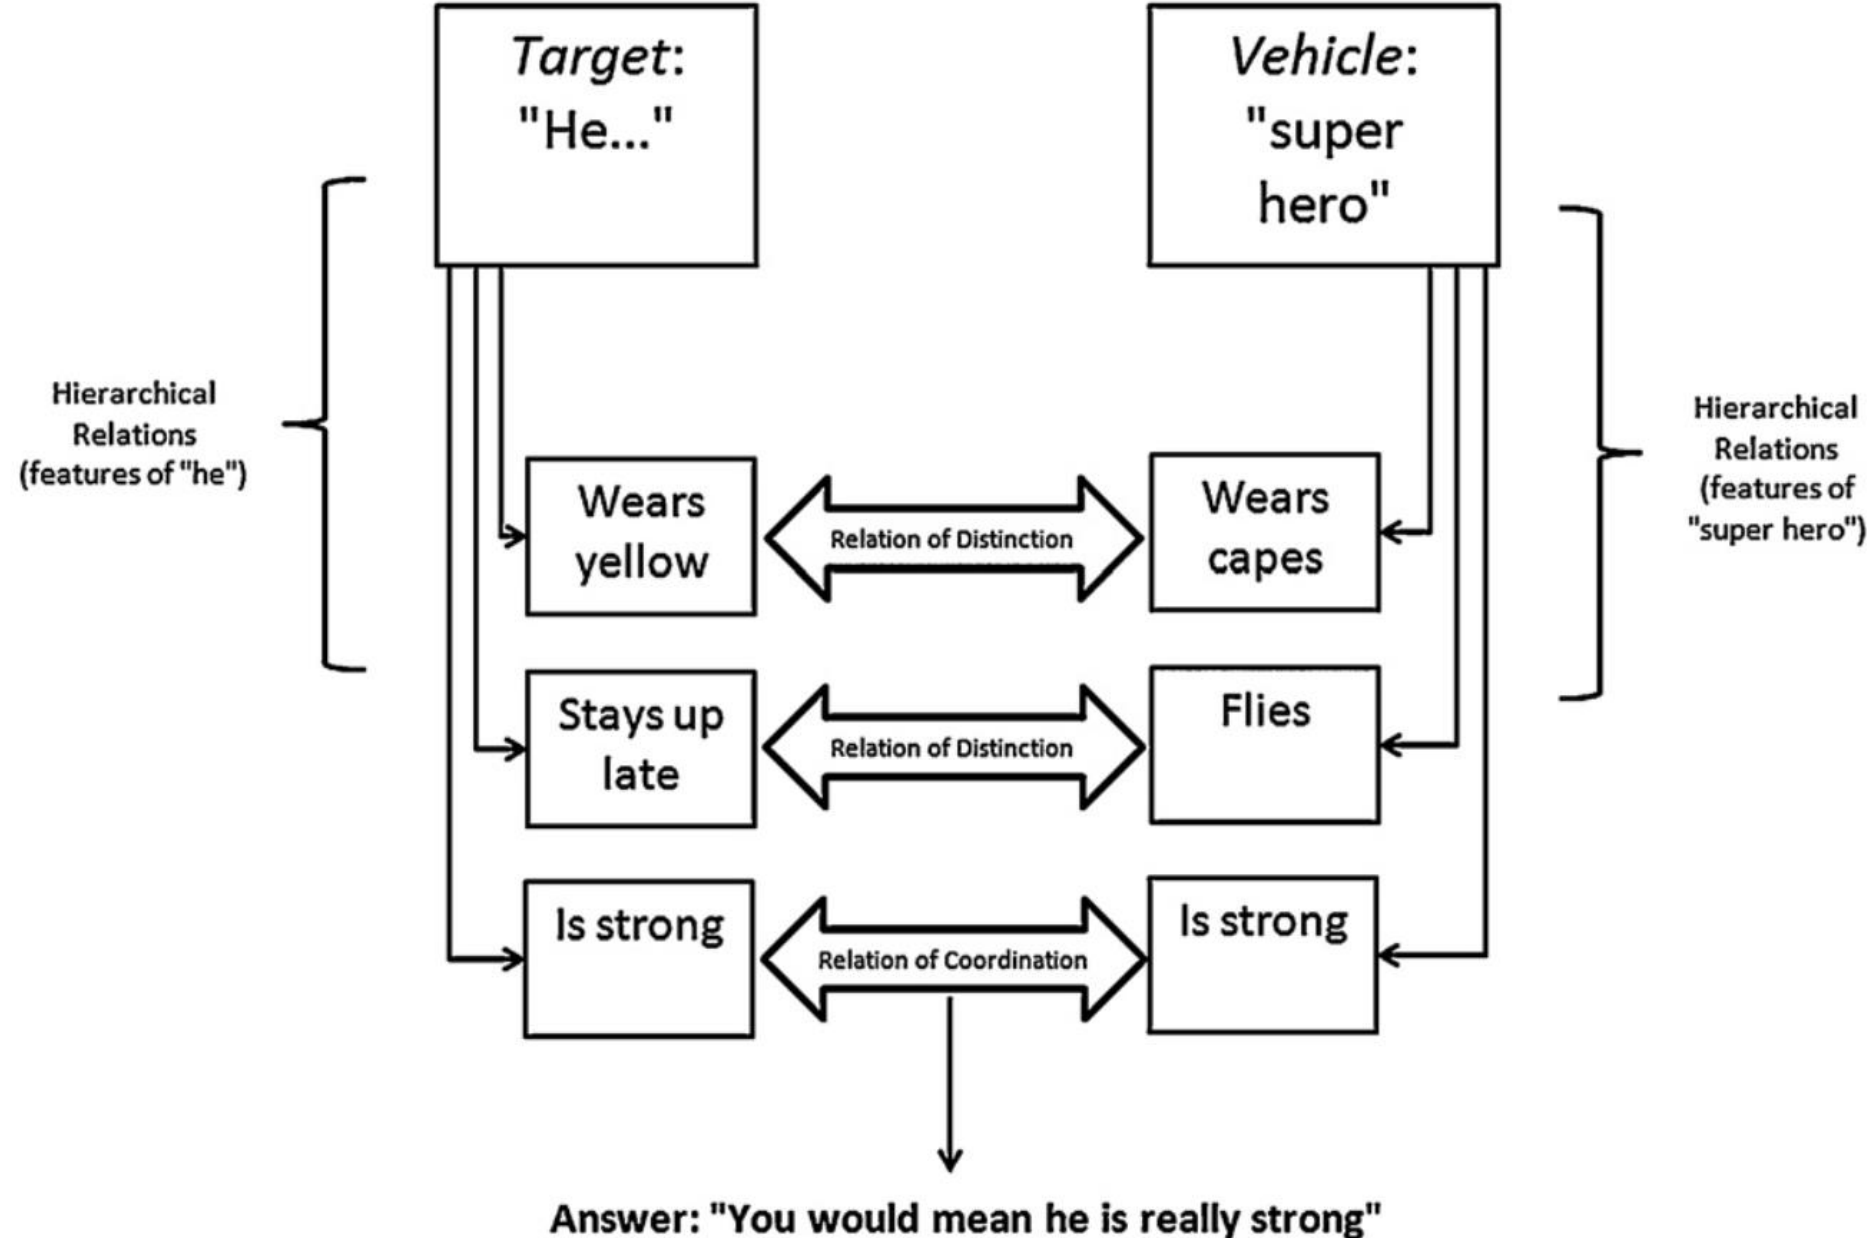 Target:
"He..."
Vehicle:
"super
hero"
Hierarchical
Relations
(features of "he")
Hierarchical
Relations
(features of
"super hero")
Wears
yellow
Relation of Distinction
Wears
capes
Stays up
late
Relation of Distinction
Flies
Is strong
Relation of Coordination
Is strong
Answer: "You would mean he is really strong"